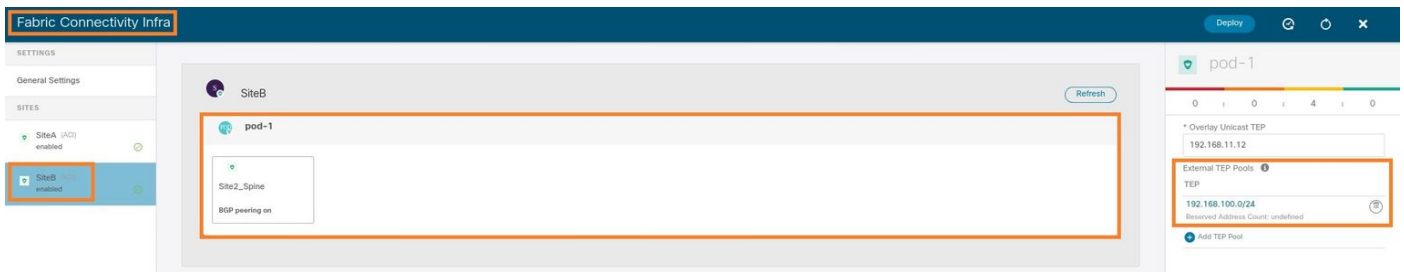 Fabric Connectivity Infra
Deploy
SETTINGS
General Settings
SITES
SiteA (ACI)
enabled
SiteB (ACI)
enabled
SiteB
Refresh
pod-1
Site2_Spine
BGP peering on
pod-1
0 | 0 | 4 | 0
* Overlay Unicast TEP
192.168.11.12
External TEP Pools
TEP
192.168.100.0/24
Reserved Address Count: undefined
Add TEP Pool